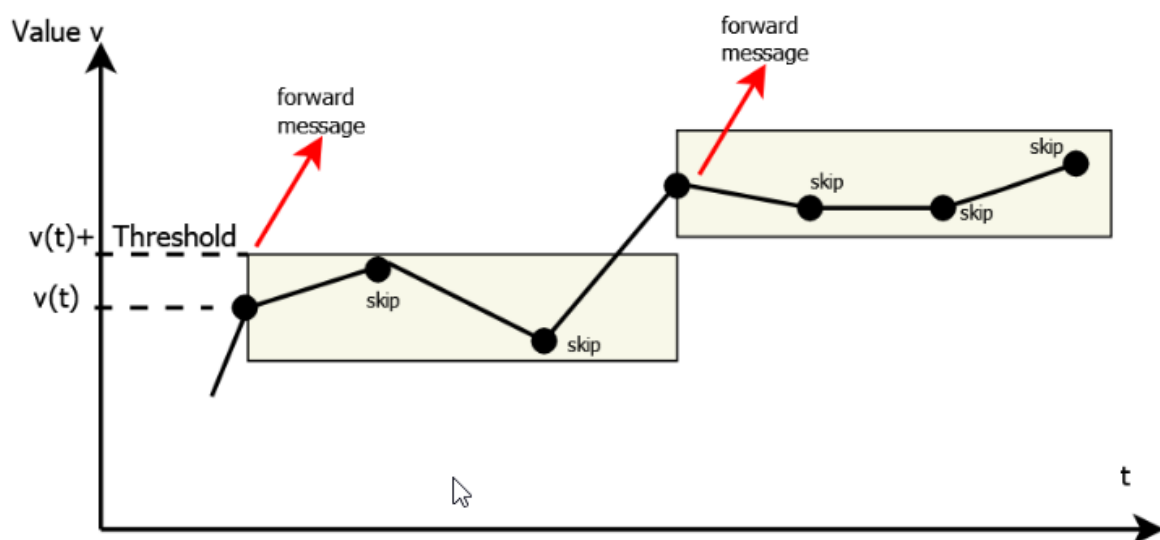 Value v
forward
message
forward
message
skip
skip
skip
v(t)+ Threshold
v(t)
skip
skip
t